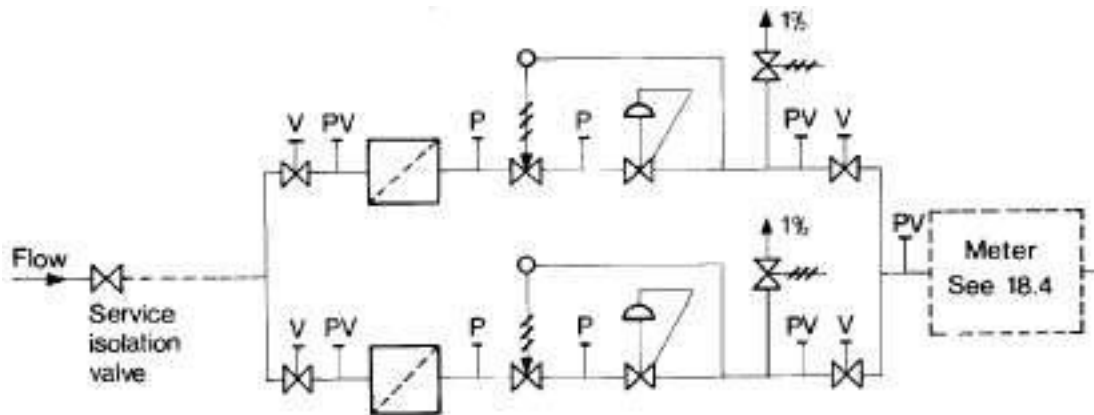 1%
V PV P P PV V
Flow
Service
isolation
valve
1%
PV
Meter
See 18.4
V PV P P PV V